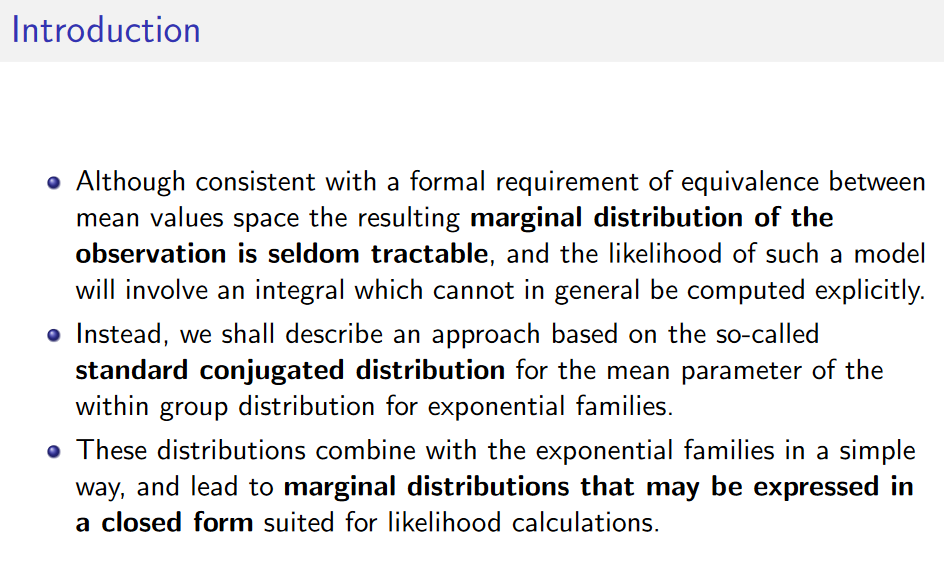 Introduction
Although consistent with a formal requirement of equivalence between
mean values space the resulting marginal distribution of the
observation is seldom tractable, and the likelihood of such a model
will involve an integral which cannot in general be computed explicitly.
Instead, we shall describe an approach based on the so-called
standard conjugated distribution for the mean parameter of the
within group distribution for exponential families.
These distributions combine with the exponential families in a simple
way, and lead to marginal distributions that may be expressed in
a closed form suited for likelihood calculations.